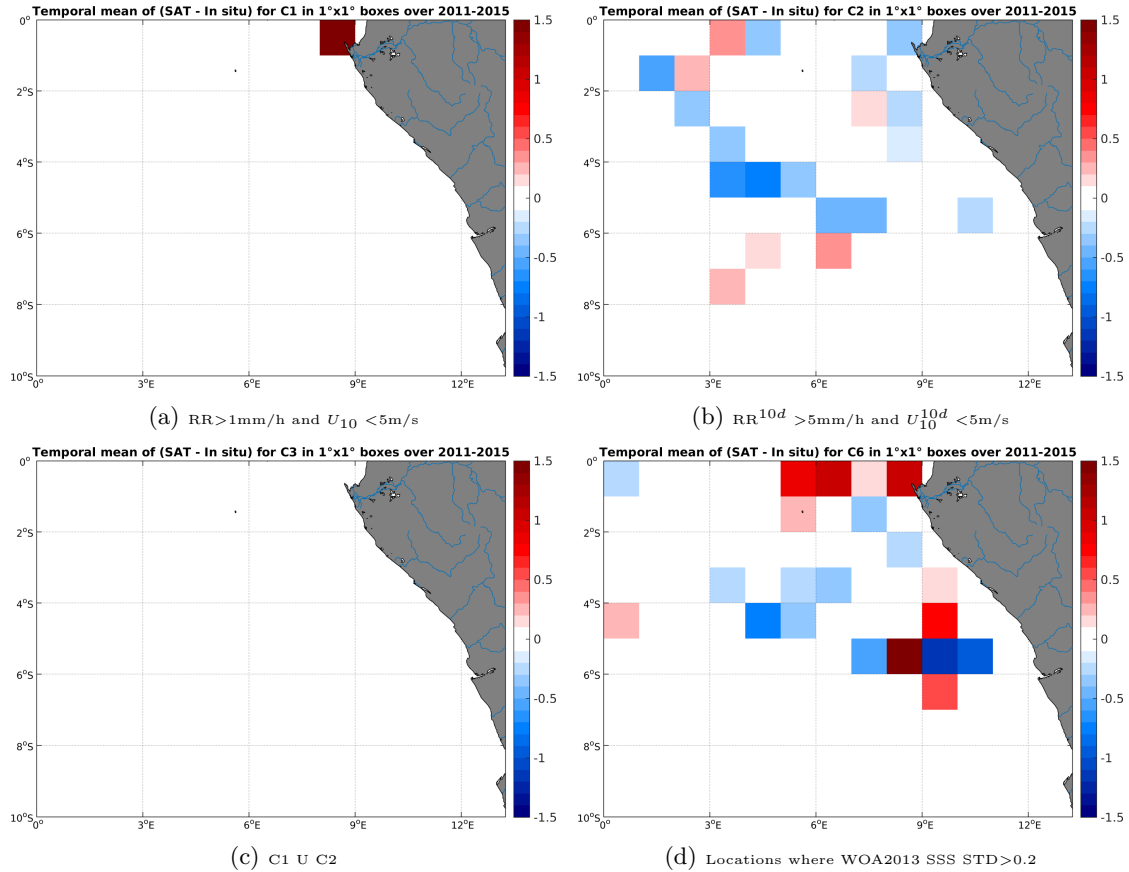 Temporal mean of (SAT - In situ) for C1 in 1°x1° boxes over 2011-2015
0°
2°S
4°S
6°S
8°S
10°S
0°
3°E
6°E
9°E
12°E
1.5
1
0.5
0
-0.5
-1
-1.5
(a) RR>1mm/h and U10 <5m/s
Temporal mean of (SAT - In situ) for C2 in 1°x1° boxes over 2011-2015
0°
2°S
4°S
6°S
8°S
10°S
0°
3°E
6°E
9°E
12°E
1.5
1
0.5
0
-0.5
-1
-1.5
(b) RR10d >5mm/h and U10 10d <5m/s
Temporal mean of (SAT - In situ) for C3 in 1°x1° boxes over 2011-2015
0°
2°S
4°S
6°S
8°S
10°S
0°
3°E
6°E
9°E
12°E
1.5
1
0.5
0
-0.5
-1
-1.5
(c) C1 U C2
Temporal mean of (SAT - In situ) for C6 in 1°x1° boxes over 2011-2015
0°
2°S
4°S
6°S
8°S
10°S
0°
3°E
6°E
9°E
12°E
1.5
1
0.5
0
-0.5
-1
-1.5
(d) Locations where WOA2013 SSS STD>0.2